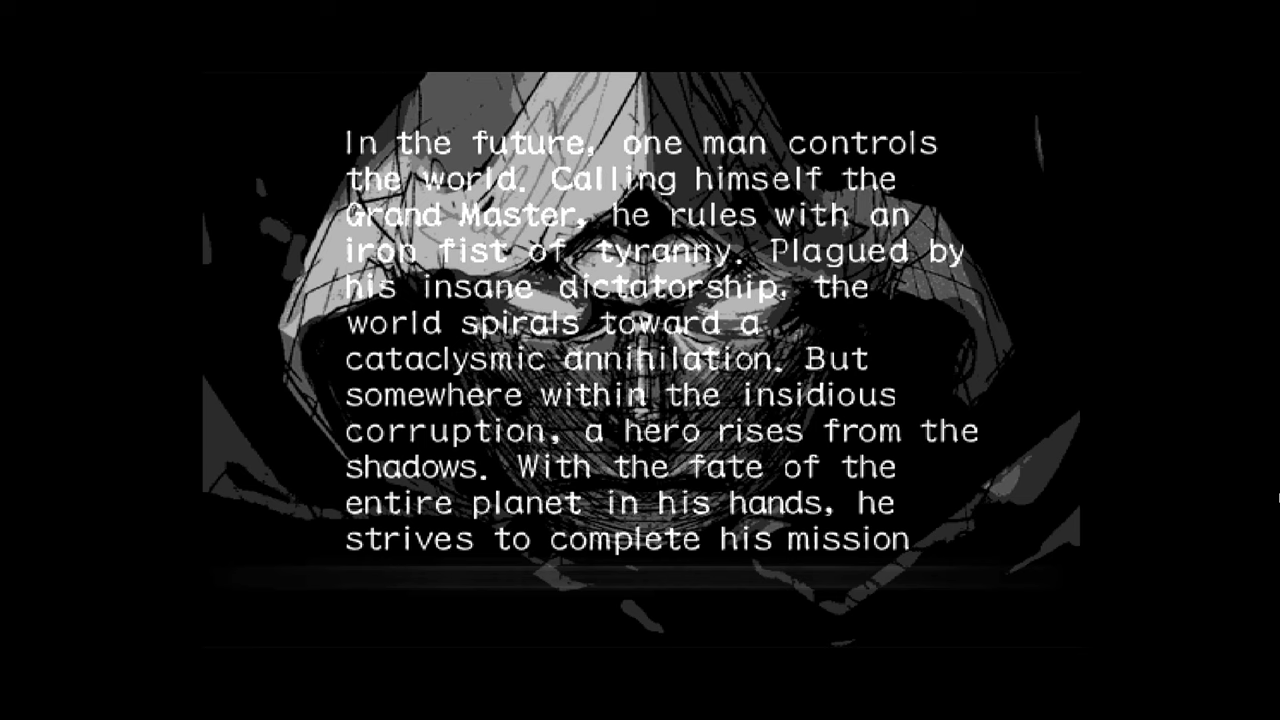 In the future, one man controls
the world. Calling himself the
Grand Master, he rules with an
iron fist of tyranny. Plagued by
his insane dictatorship, the
world spirals toward a
cataclysmic annihilation. But
somewhere within the insidious
corruption, a hero rises from the
shadows. With the fate of the
entire planet in his hands, he
strives to complete his mission